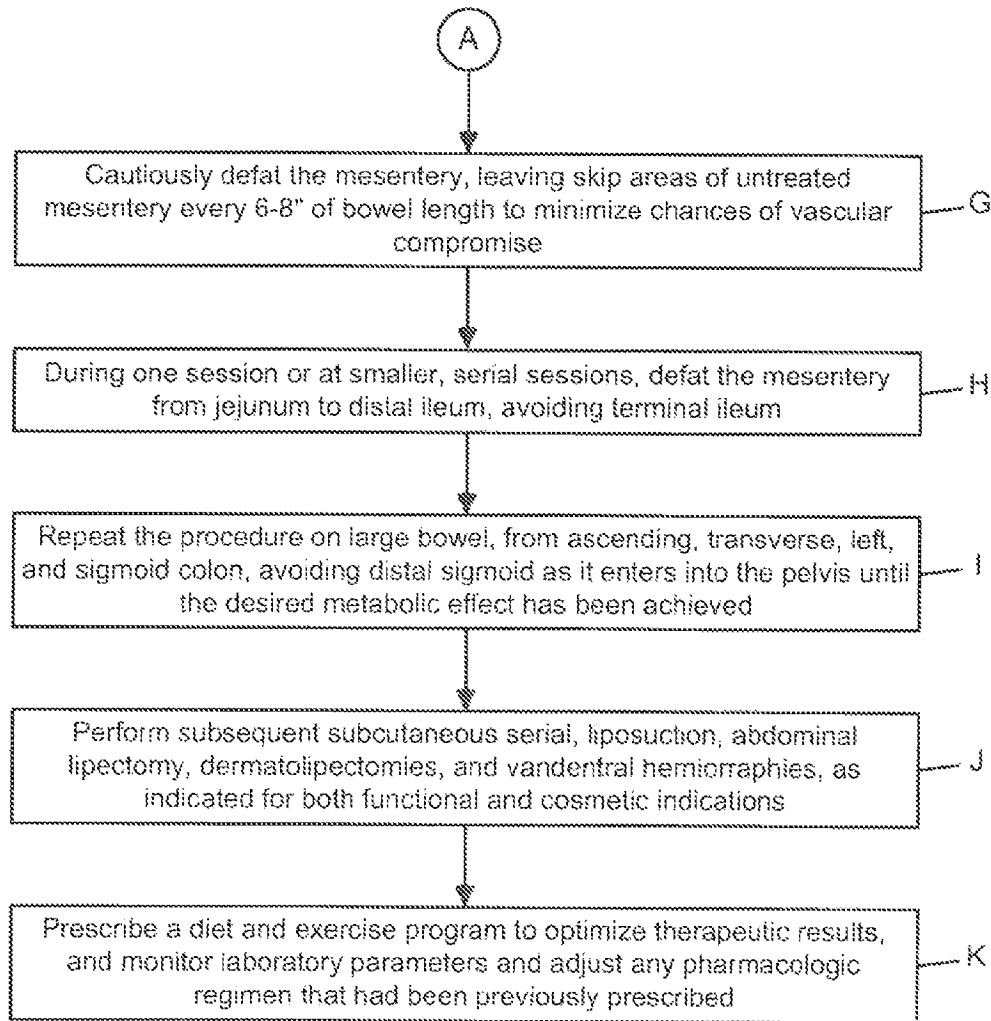 A
Cautiously defat the mesentery, leaving skip areas of untreated
mesentery every 6-8" of bowel length to minimize chances of vascular
compromise
G
During one session or at smaller, serial sessions, defat the mesentery
from jejunum to distal ileum, avoiding terminal ileum
H
Repeat the procedure on large bowel, from ascending, transverse, left,
and sigmoid colon, avoiding distal sigmoid as it enters into the pelvis until
the desired metabolic effect has been achieved
I
Perform subsequent subcutaneous serial, liposuction, abdominal
lipectomy, dermatolipectomies, and vandentral herniorraphies, as
indicated for both functional and cosmetic indications
J
Prescribe a diet and exercise program to optimize therapeutic results,
and monitor laboratory parameters and adjust any pharmacologic
regimen that had been previously prescribed
K